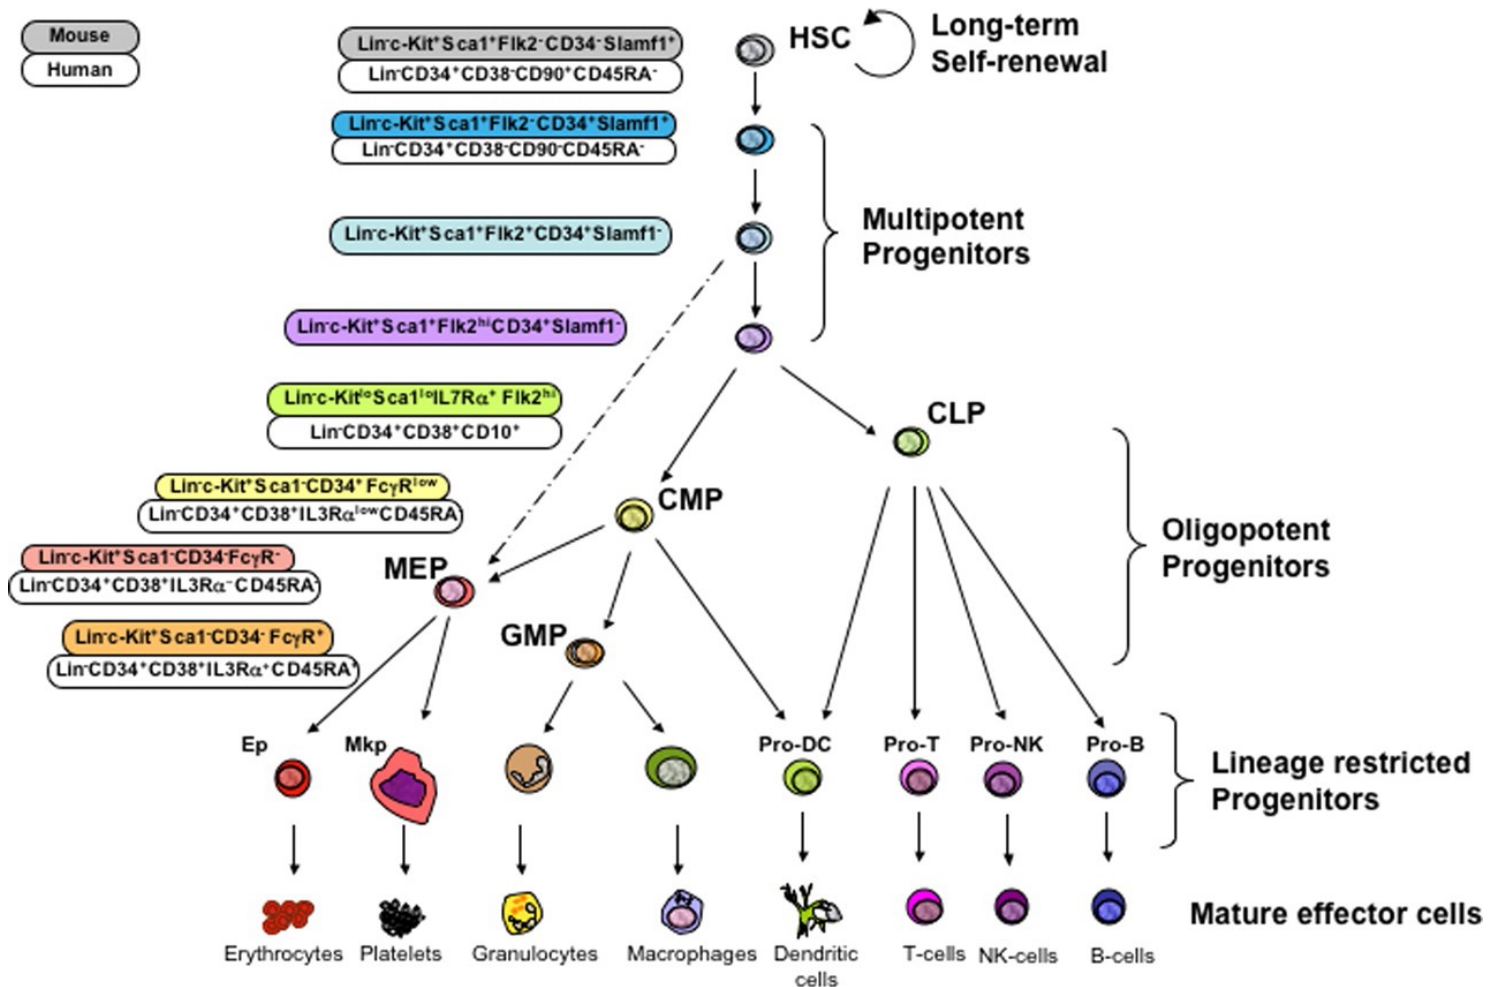 Mouse
Human
Lin⁻c-Kit⁺Sca1⁺Flk2⁻CD34⁻Slamf1⁺
Lin⁻CD34⁺CD38⁻CD90⁺CD45RA⁻
HSC
Long-term
Self-renewal
Lin⁻c-Kit⁺Sca1⁺Flk2⁻CD34⁺Slamf1⁺
Lin⁻CD34⁺CD38⁻CD90⁻CD45RA⁻
Lin⁻c-Kit⁺Sca1⁺Flk2⁺CD34⁺Slamf1⁻
Multipotent
Progenitors
Lin⁻c-Kit⁺Sca1⁺Flk2ʰⁱCD34⁺Slamf1⁻
Lin⁻c-KitˡᵒSca1ˡᵒIL7Rα⁺ Flk2ʰⁱ
Lin⁻CD34⁺CD38⁺CD10⁺
CLP
Lin⁻c-Kit⁺Sca1⁻CD34⁺FcγRˡᵒʷ
Lin⁻CD34⁺CD38⁺IL3RαˡᵒʷCD45RA
CMP
Oligopotent
Progenitors
Lin⁻c-Kit⁺Sca1⁻CD34⁻FcγR⁻
Lin⁻CD34⁺CD38⁺IL3Rα⁻CD45RA⁻
MEP
Lin⁻c-Kit⁺Sca1⁻CD34⁻FcγR⁺
Lin⁻CD34⁺CD38⁺IL3Rα⁺CD45RA⁺
GMP
Ep
Mkp
Pro-DC
Pro-T
Pro-NK
Pro-B
Lineage restricted
Progenitors
Mature effector cells
Erythrocytes
Platelets
Granulocytes
Macrophages
Dendritic
cells
T-cells
NK-cells
B-cells